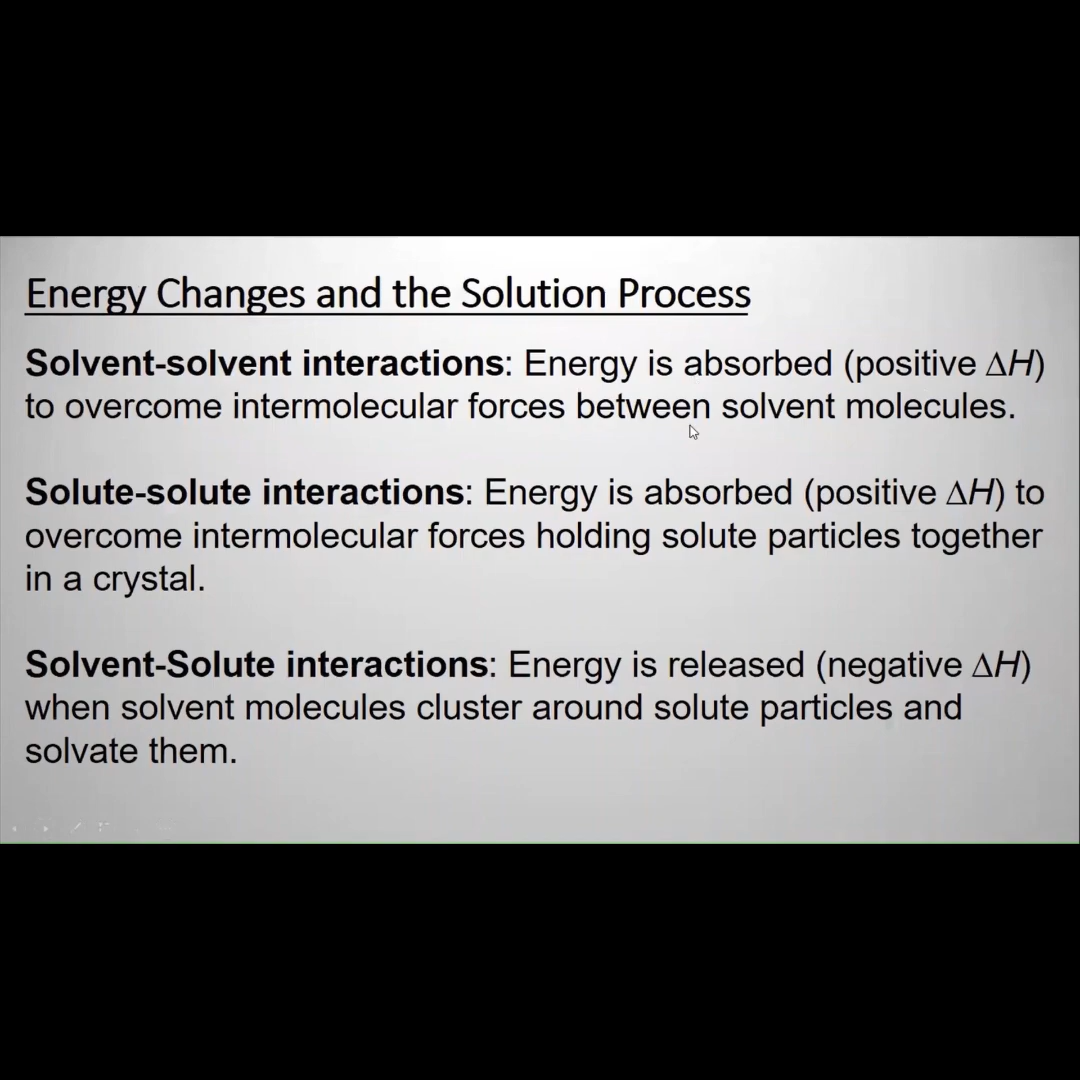 Energy Changes and the Solution Process
Solvent-solvent interactions: Energy is absorbed (positive ΔH)
to overcome intermolecular forces between solvent molecules.
Solute-solute interactions: Energy is absorbed (positive ΔH) to
overcome intermolecular forces holding solute particles together
in a crystal.
Solvent-Solute interactions: Energy is released (negative ΔH)
when solvent molecules cluster around solute particles and
solvate them.